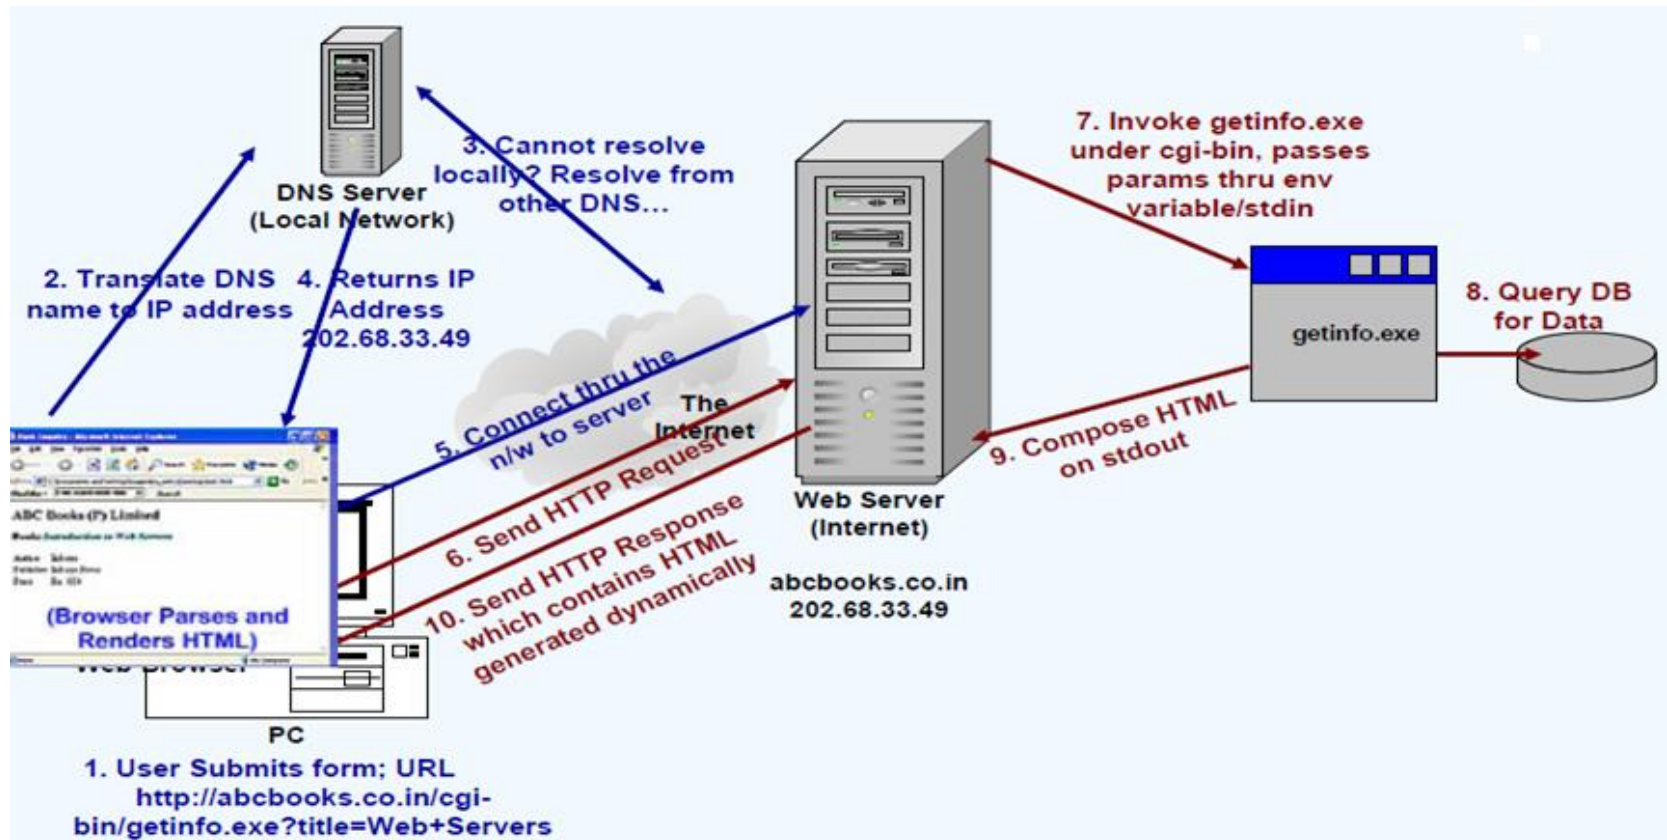 DNS Server
(Local Network)
3. Cannot resolve
locally? Resolve from
other DNS...
7. Invoke getinfo.exe
under cgi-bin, passes
params thru env
variable/stdin
2. Translate DNS
name to IP address
4. Returns IP
Address
202.68.33.49
getinfo.exe
8. Query DB
for Data
5. Connect thru the
n/w to server
The
Internet
6. Send HTTP Request
9. Compose HTML
on stdout
Web Server
(Internet)
abcbooks.co.in
202.68.33.49
10. Send HTTP Response
which contains HTML
generated dynamically
ABC Books (P) Limited
(Browser Parses and
Renders HTML)
Web Browser
PC
1. User Submits form; URL
http://abcbooks.co.in/cgi-
bin/getinfo.exe?title=Web+Servers